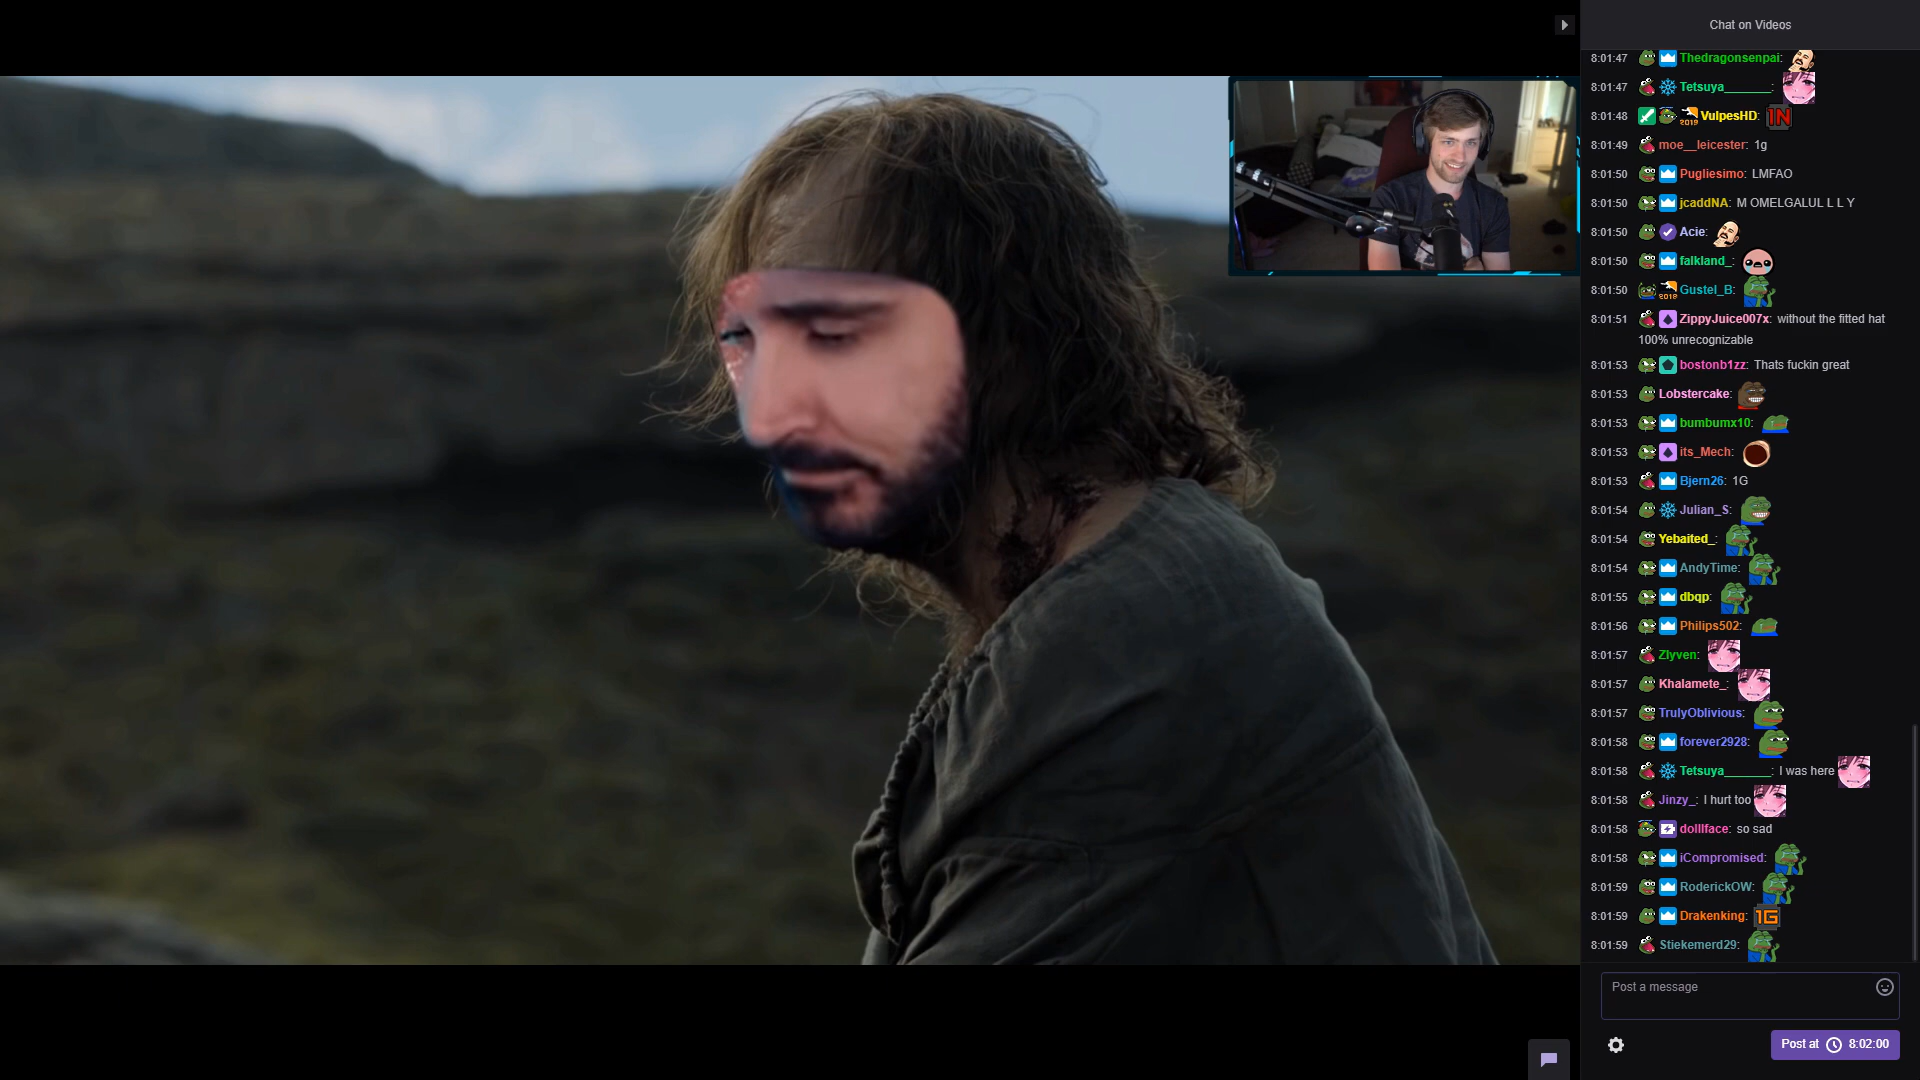 Chat on Videos
8:01:47 Thedragonsenpai:
8:01:47 Tetsuya_______:
8:01:48 2019 VulpesHD: 1N
8:01:49 moe__leicester: 1g
8:01:50 Pugliesimo: LMFAO
8:01:50 jcaddNA: M OMELGALUL L L Y
8:01:50 Acie:
8:01:50 falkland_:
8:01:50 2019 Gustel_B:
8:01:51 ZippyJuice007x: without the fitted hat
100% unrecognizable
8:01:53 bostonb1zz: Thats fuckin great
8:01:53 Lobstercake:
8:01:53 bumbumx10:
8:01:53 its_Mech:
8:01:53 Bjern26: 1G
8:01:54 Julian_S:
8:01:54 Yebaited_:
8:01:54 AndyTime:
8:01:55 dbqp:
8:01:56 Philips502:
8:01:57 Zlyven:
8:01:57 Khalamete_:
8:01:57 TrulyOblivious:
8:01:58 forever2928:
8:01:58 Tetsuya_______: I was here
8:01:58 Jinzy_: I hurt too
8:01:58 dolllface: so sad
8:01:58 iCompromised:
8:01:59 RoderickOW:
8:01:59 Drakenking: 1G
8:01:59 Stiekemerd29:
Post a message
Post at 8:02:00